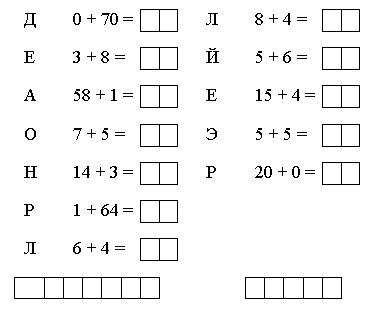 Д 0 + 70 =
Е 3 + 8 =
А 58 + 1 =
О 7 + 5 =
Н 14 + 3 =
Р 1 + 64 =
Л 6 + 4 =
Л 8 + 4 =
Й 5 + 6 =
Е 15 + 4 =
Э 5 + 5 =
Р 20 + 0 =